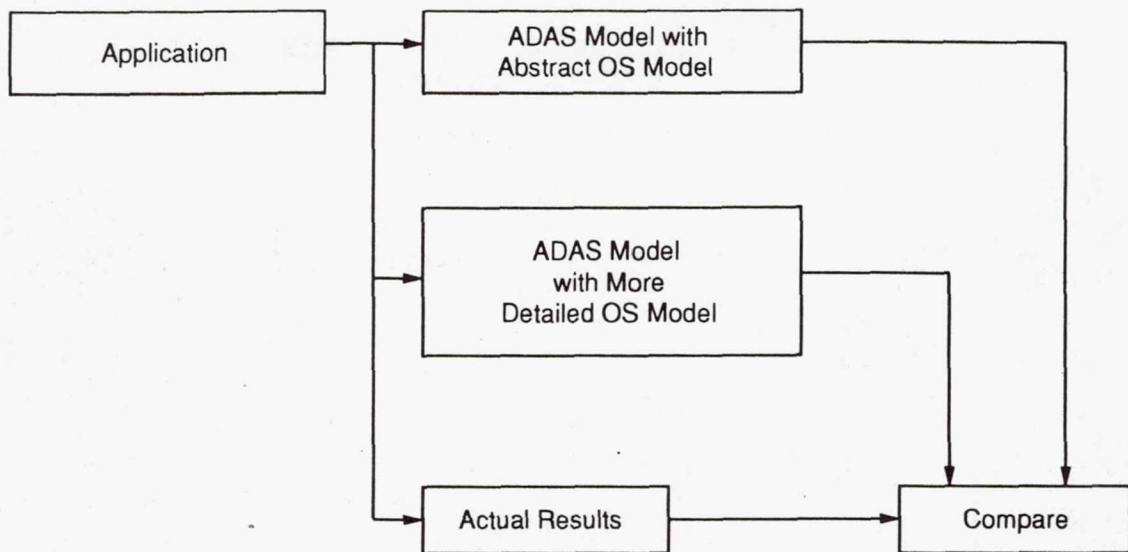 Application
ADAS Model with
Abstract OS Model
ADAS Model
with More
Detailed OS Model
Actual Results
Compare